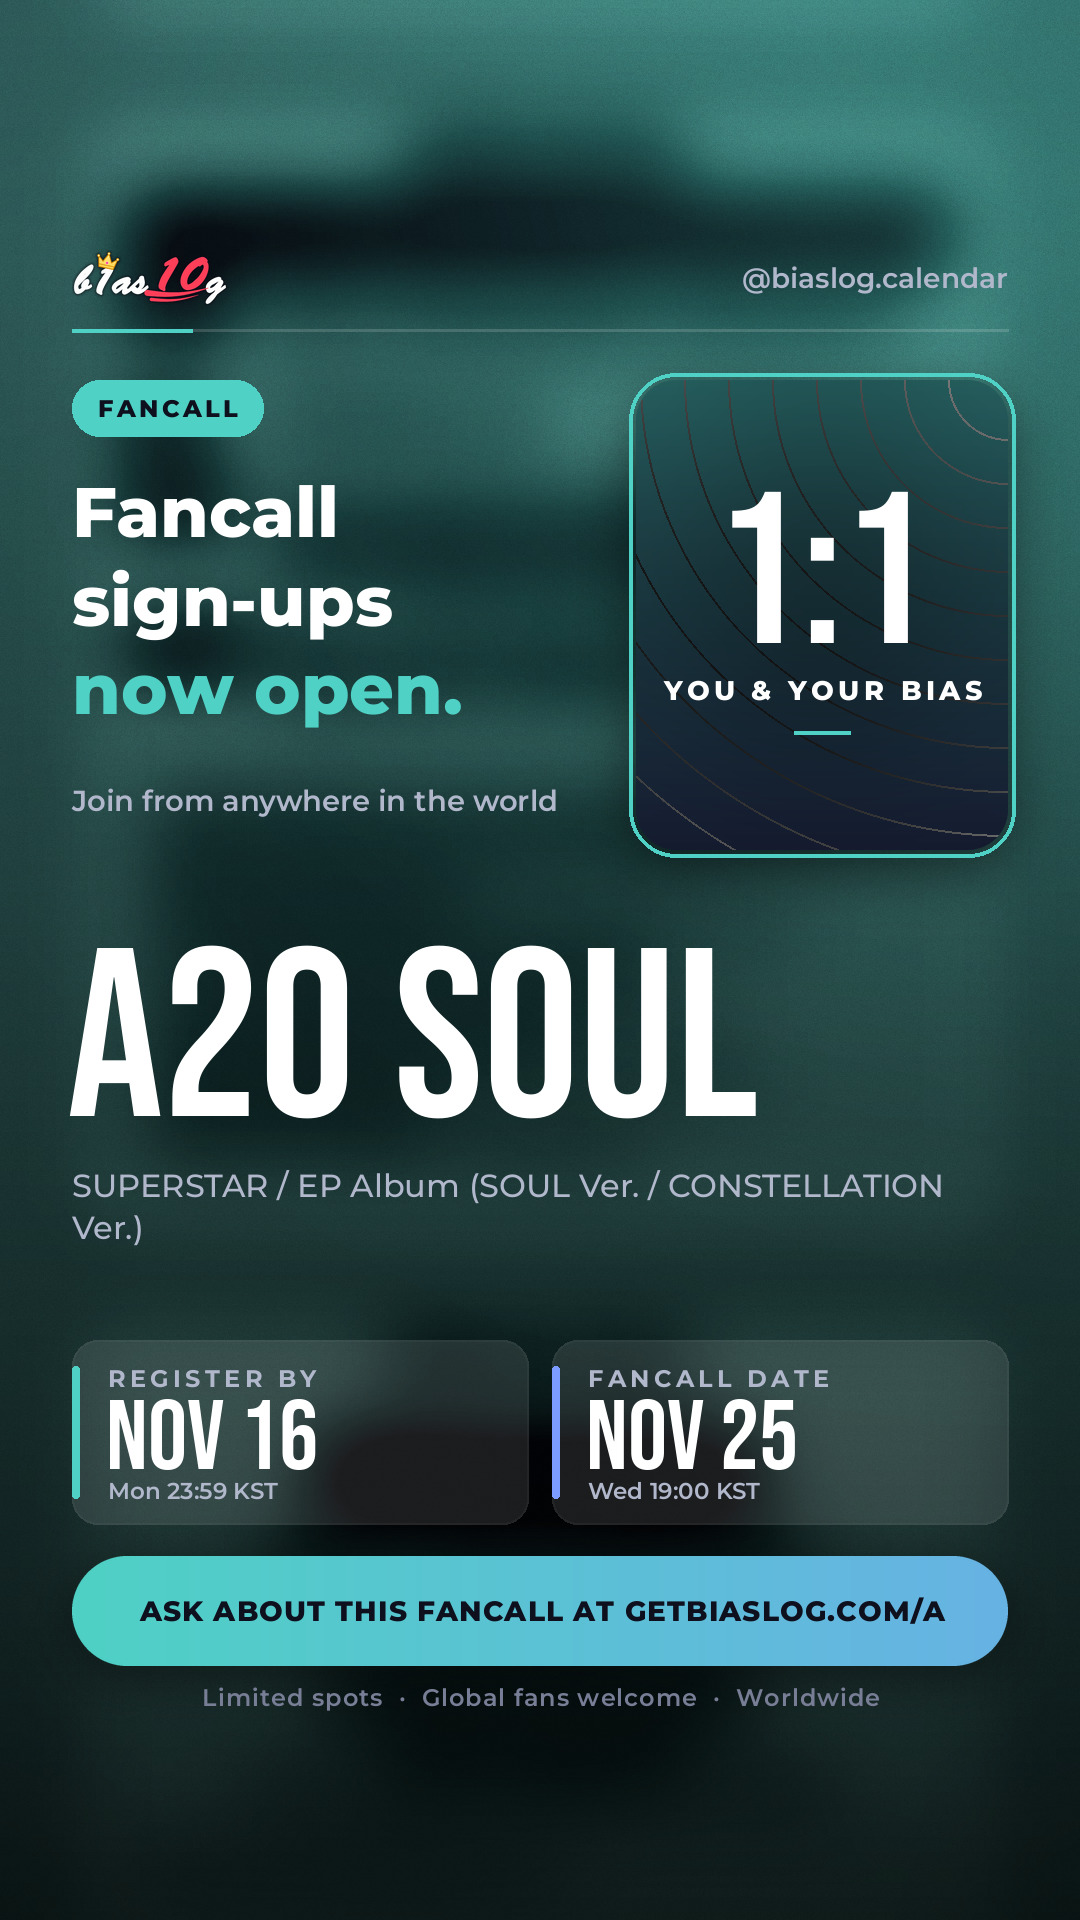 b1as10g
@biaslog.calendar
FANCALL
Fancall
sign-ups
now open.
Join from anywhere in the world
1:1
YOU & YOUR BIAS
A2O SOUL
SUPERSTAR / EP Album (SOUL Ver. / CONSTELLATION
Ver.)
REGISTER BY
NOV 16
Mon 23:59 KST
FANCALL DATE
NOV 25
Wed 19:00 KST
ASK ABOUT THIS FANCALL AT GETBIASLOG.COM/A
Limited spots · Global fans welcome · Worldwide